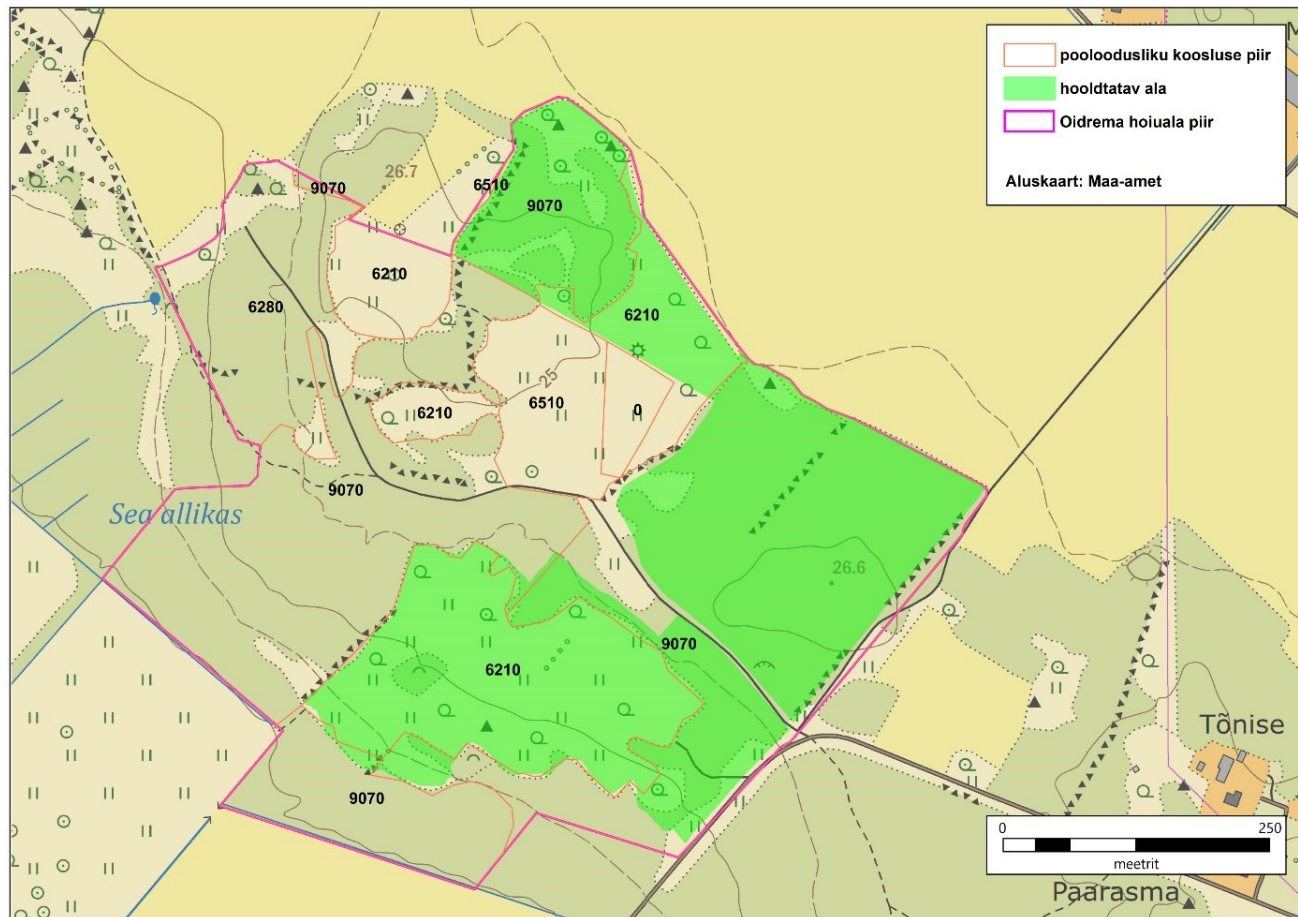 pooloodusliku koosluse piir
hooldtatav ala
Oidrema hoiuala piir
Aluskaart: Maa-amet
26.7
9070
6510
9070
6210
6280
6210
25
6210
6510
0
9070
Sea allikas
26.6
9070
6210
9070
Tõnise
0
250
meetrit
Paarasma